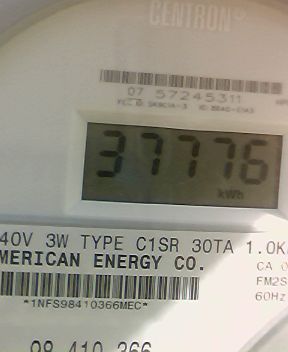 CENTRON®
07 57245311
37776
kWh
40V 3W TYPE C1SR 30TA 1.0K
MERICAN ENERGY CO.
CA
FM2S
60Hz
*1NFS98410366MEC*
98 410 366